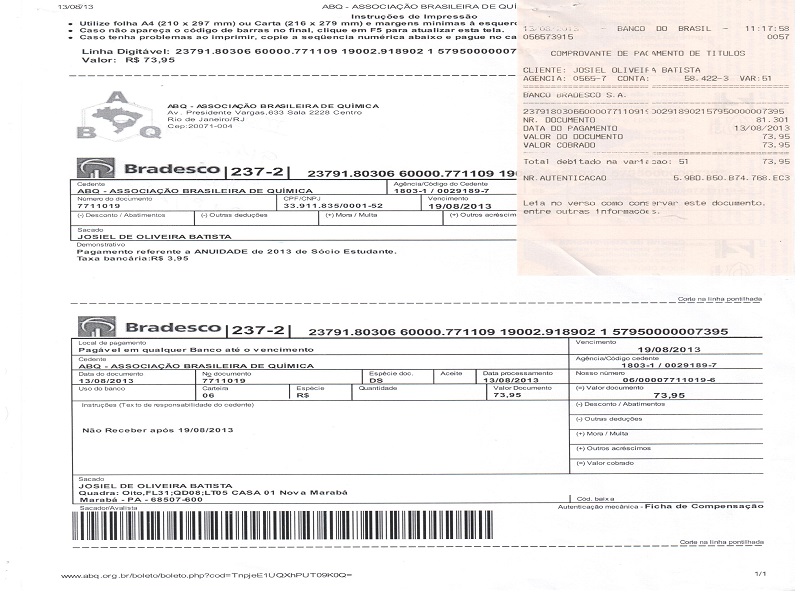 13/08/13
ABQ - ASSOCIAÇÃO BRASILEIRA DE
Instruções de Impressão
Utilize folha A4 (210 x 297 mm) ou Carta (216 x 279 mm) e margens mínimas à
Caso não apareça o código de barras no final, clique em F5 para atualizar esta tela.
Caso tenha problemas ao imprimir, copie a seqüencia numérica abaixo e pague no
Linha Digitável: 23791.80306 60000.771109 19002.918902 1 5795000007
Valor: R$ 73,95
13/08/2013 - BANCO DO BRASIL - 11:17:58
056573915 0057
COMPROVANTE DE PAGAMENTO DE TITULOS
CLIENTE: JOSIEL OLIVEIRA BATISTA
AGENCIA: 0565-7 CONTA: 58.422-3 VAR:51
BANCO BRADESCO S.A.
23791803066000077110919002918902157950000007395
NR. DOCUMENTO 81.301
DATA DO PAGAMENTO 13/08/2013
VALOR DO DOCUMENTO 73,95
VALOR COBRADO 73,95
Total debitado na variacao: 51 73,95
NR.AUTENTICACAO 5.9BD.B50.B74.768.EC3
Leia no verso como conservar este documento,
entre outras informacoes.
ABQ
ABQ - ASSOCIAÇÃO BRASILEIRA DE QUÍMICA
Av. Presidente Vargas,633 Sala 2228 Centro
Rio de Janeiro/RJ
Cep:20071-004
Bradesco 237-2 23791.80306 60000.771109
Cedente Agência/Código do Cedente
ABQ - ASSOCIAÇÃO BRASILEIRA DE QUÍMICA 1803-1 / 0029189-7
Número do documento CPF/CNPJ Vencimento
7711019 33.911.835/0001-52 19/08/2013
(-) Desconto / Abatimentos (-) Outras deduções (+) Mora / Multa (+) Outros
Sacado
JOSIEL DE OLIVEIRA BATISTA
Demonstrativo
Pagamento referente a ANUIDADE de 2013 de Sócio Estudante.
Taxa bancária:R$ 3,95
Corte na linha pontilhada
Bradesco 237-2 23791.80306 60000.771109 19002.918902 1 57950000007395
Local de pagamento Vencimento
Pagável em qualquer Banco até o vencimento 19/08/2013
Cedente Agência/Código cedente
ABQ - ASSOCIAÇÃO BRASILEIRA DE QUÍMICA 1803-1 / 0029189-7
Data do documento No documento Espécie doc. Aceite Data processamento Nosso número
13/08/2013 7711019 DS 13/08/2013 06/00007711019-6
Uso do banco Carteira Espécie Quantidade Valor Documento (=) Valor documento
06 R$ 73,95 73,95
Instruções (Texto de responsabilidade do cedente) (-) Desconto / Abatimentos
(-) Outras deduções
Não Receber após 19/08/2013
(+) Mora / Multa
(+) Outros acréscimos
(=) Valor cobrado
Sacado
JOSIEL DE OLIVEIRA BATISTA
Quadra: Oito,FL31;QD08;LT05 CASA 01 Nova Marabá
Marabá - PA - 68507-600
Cód. baixa
Sacador/Avalista Autenticação mecânica - Ficha de Compensação
Corte na linha pontilhada
www.abq.org.br/boleto/boleto.php?cod=TnpjeE1UQXhPUT09K0Q= 1/1